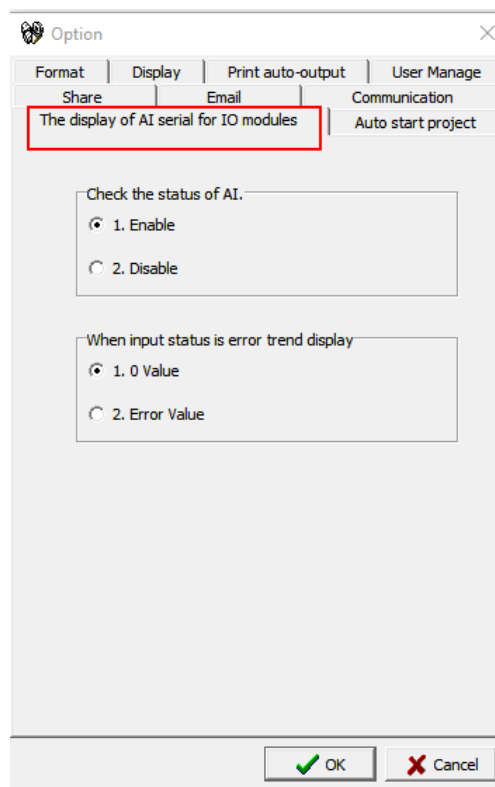 Option
Format Display Print auto-output User Manage
Share Email Communication
The display of AI serial for IO modules Auto start project
Check the status of AI.
1. Enable
2. Disable
When input status is error trend display
1. 0 Value
2. Error Value
OK Cancel